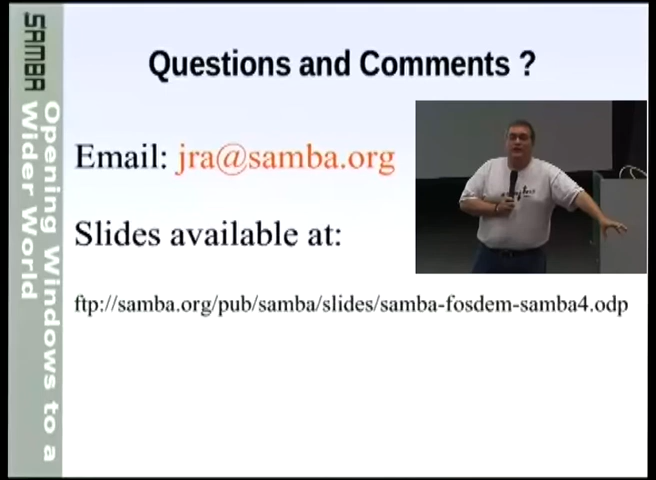 SAMBA
Opening Windows to a
Wider World
Questions and Comments ?
Email: jra@samba.org
Slides available at:
ftp://samba.org/pub/samba/slides/samba-fosdem-samba4.odp